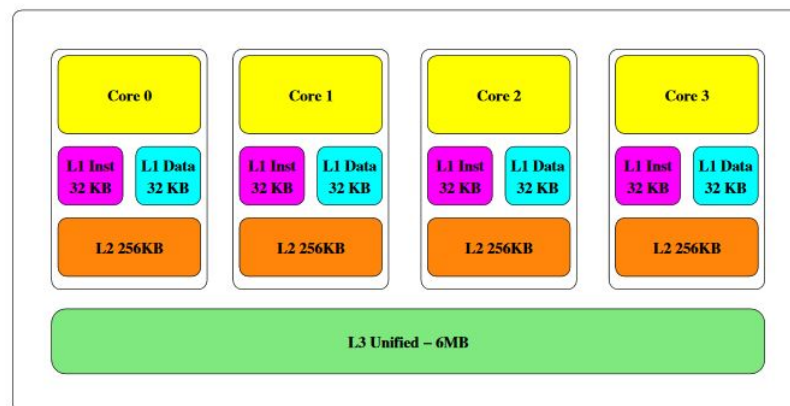 Core 0
Core 1
Core 2
Core 3
L1 Inst
32 KB
L1 Data
32 KB
L1 Inst
32 KB
L1 Data
32 KB
L1 Inst
32 KB
L1 Data
32 KB
L1 Inst
32 KB
L1 Data
32 KB
L2 256KB
L2 256KB
L2 256KB
L2 256KB
L3 Unified – 6MB